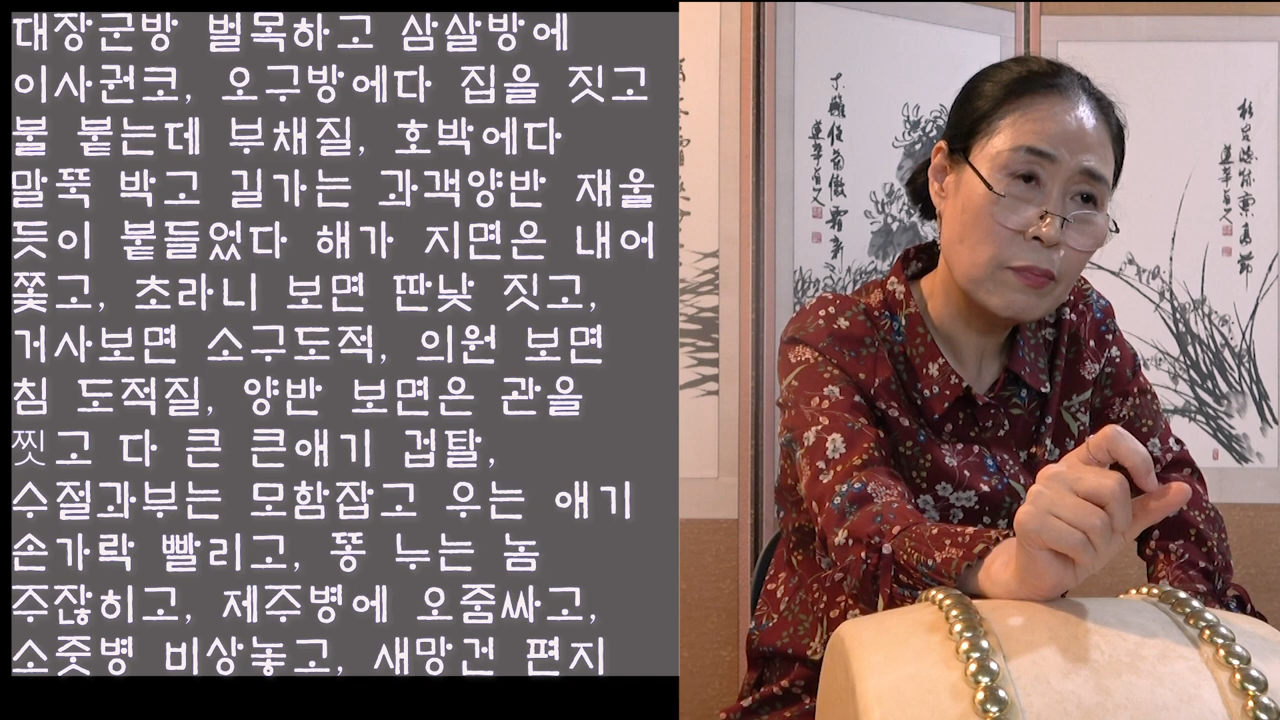 대장군방 벌목하고 삼살방에
이사권코, 오구방에다 집을 짓고
불 붙는데 부채질, 호박에다
말뚝 박고 길가는 과객양반 재울
듯이 붙들었다 해가 지면은 내어
쫓고, 초라니 보면 딴낯 짓고,
거사보면 소구도적, 의원 보면
침 도적질, 양반 보면은 관을
찟고 다 큰 큰애기 겁탈,
수절과부는 모함잡고 우는 애기
손가락 빨리고, 똥 누는 놈
주잖히고, 제주병에 오줌싸고,
소줏병 비상놓고, 새망건 편지